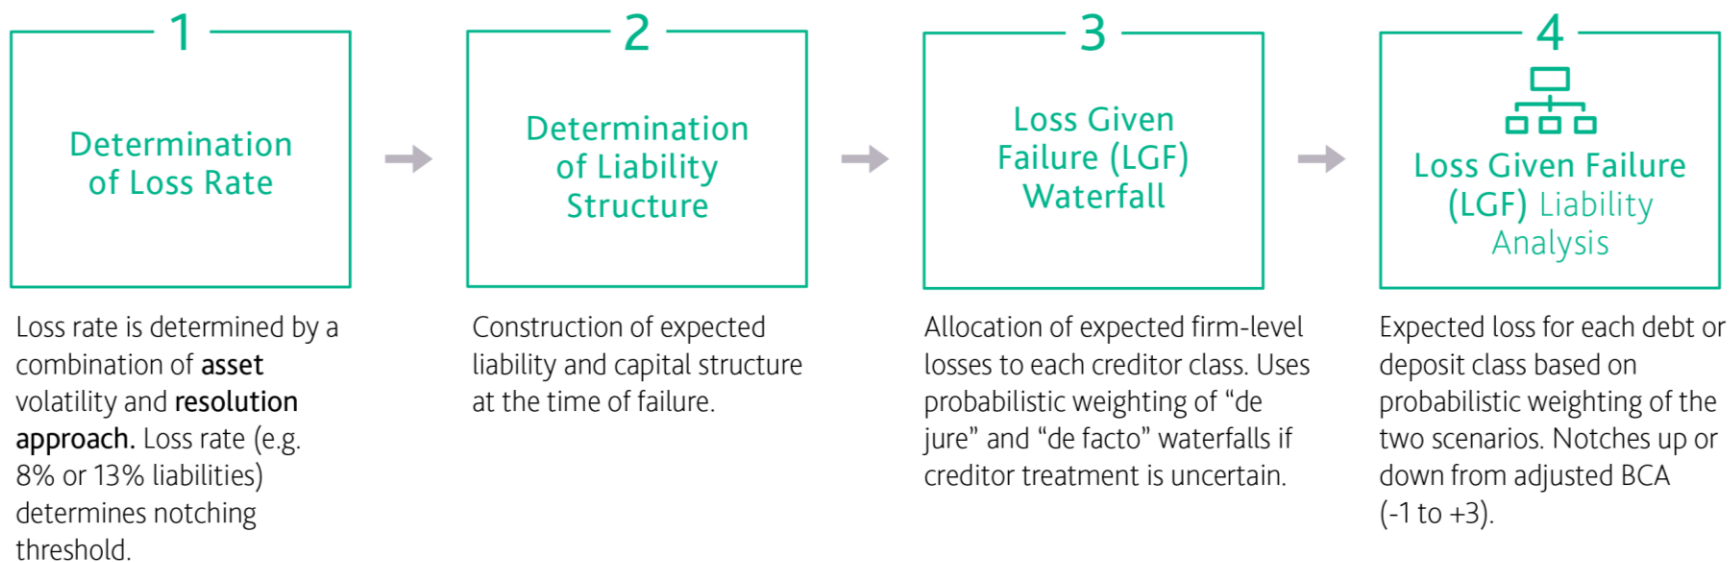 1
Determination
of Loss Rate
Loss rate is determined by a
combination of asset
volatility and resolution
approach. Loss rate (e.g.
8% or 13% liabilities)
determines notching
threshold.
2
Determination
of Liability
Structure
Construction of expected
liability and capital structure
at the time of failure.
3
Loss Given
Failure (LGF)
Waterfall
Allocation of expected firm-level
losses to each creditor class. Uses
probabilistic weighting of “de
jure” and “de facto” waterfalls if
creditor treatment is uncertain.
4
Loss Given Failure
(LGF) Liability
Analysis
Expected loss for each debt or
deposit class based on
probabilistic weighting of the
two scenarios. Notches up or
down from adjusted BCA
(-1 to +3).